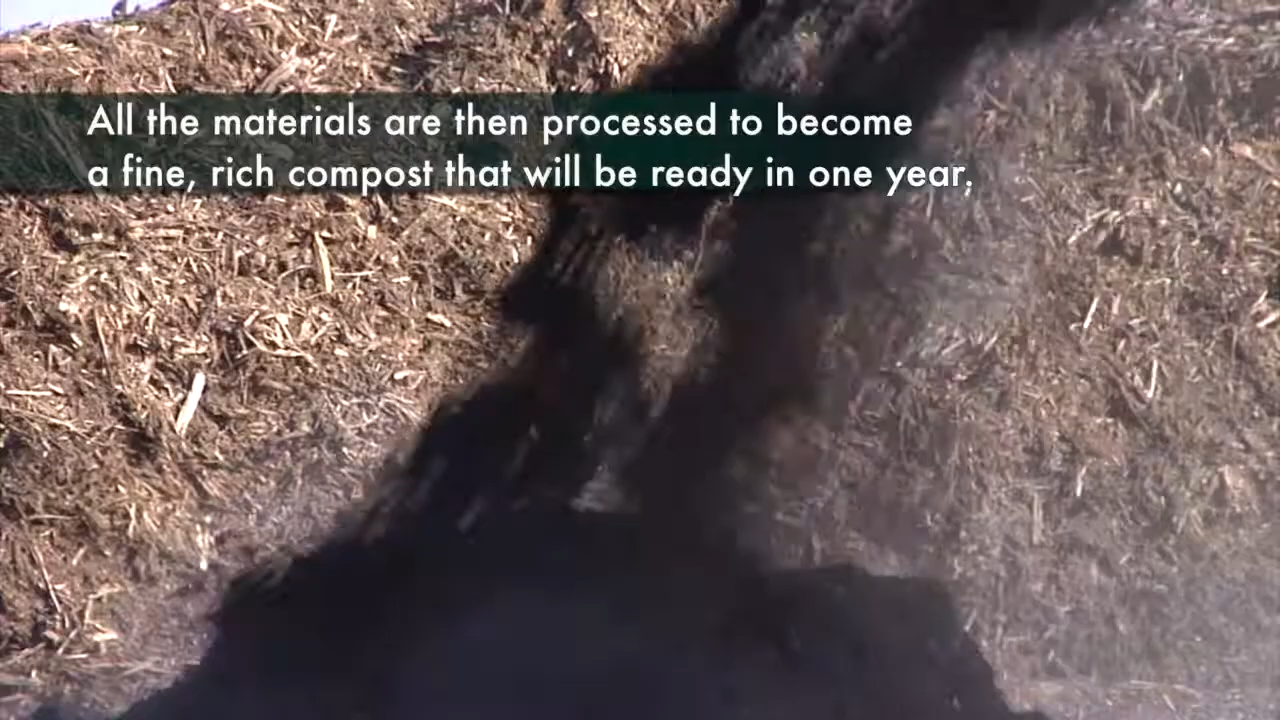 All the materials are then processed to become
a fine, rich compost that will be ready in one year.